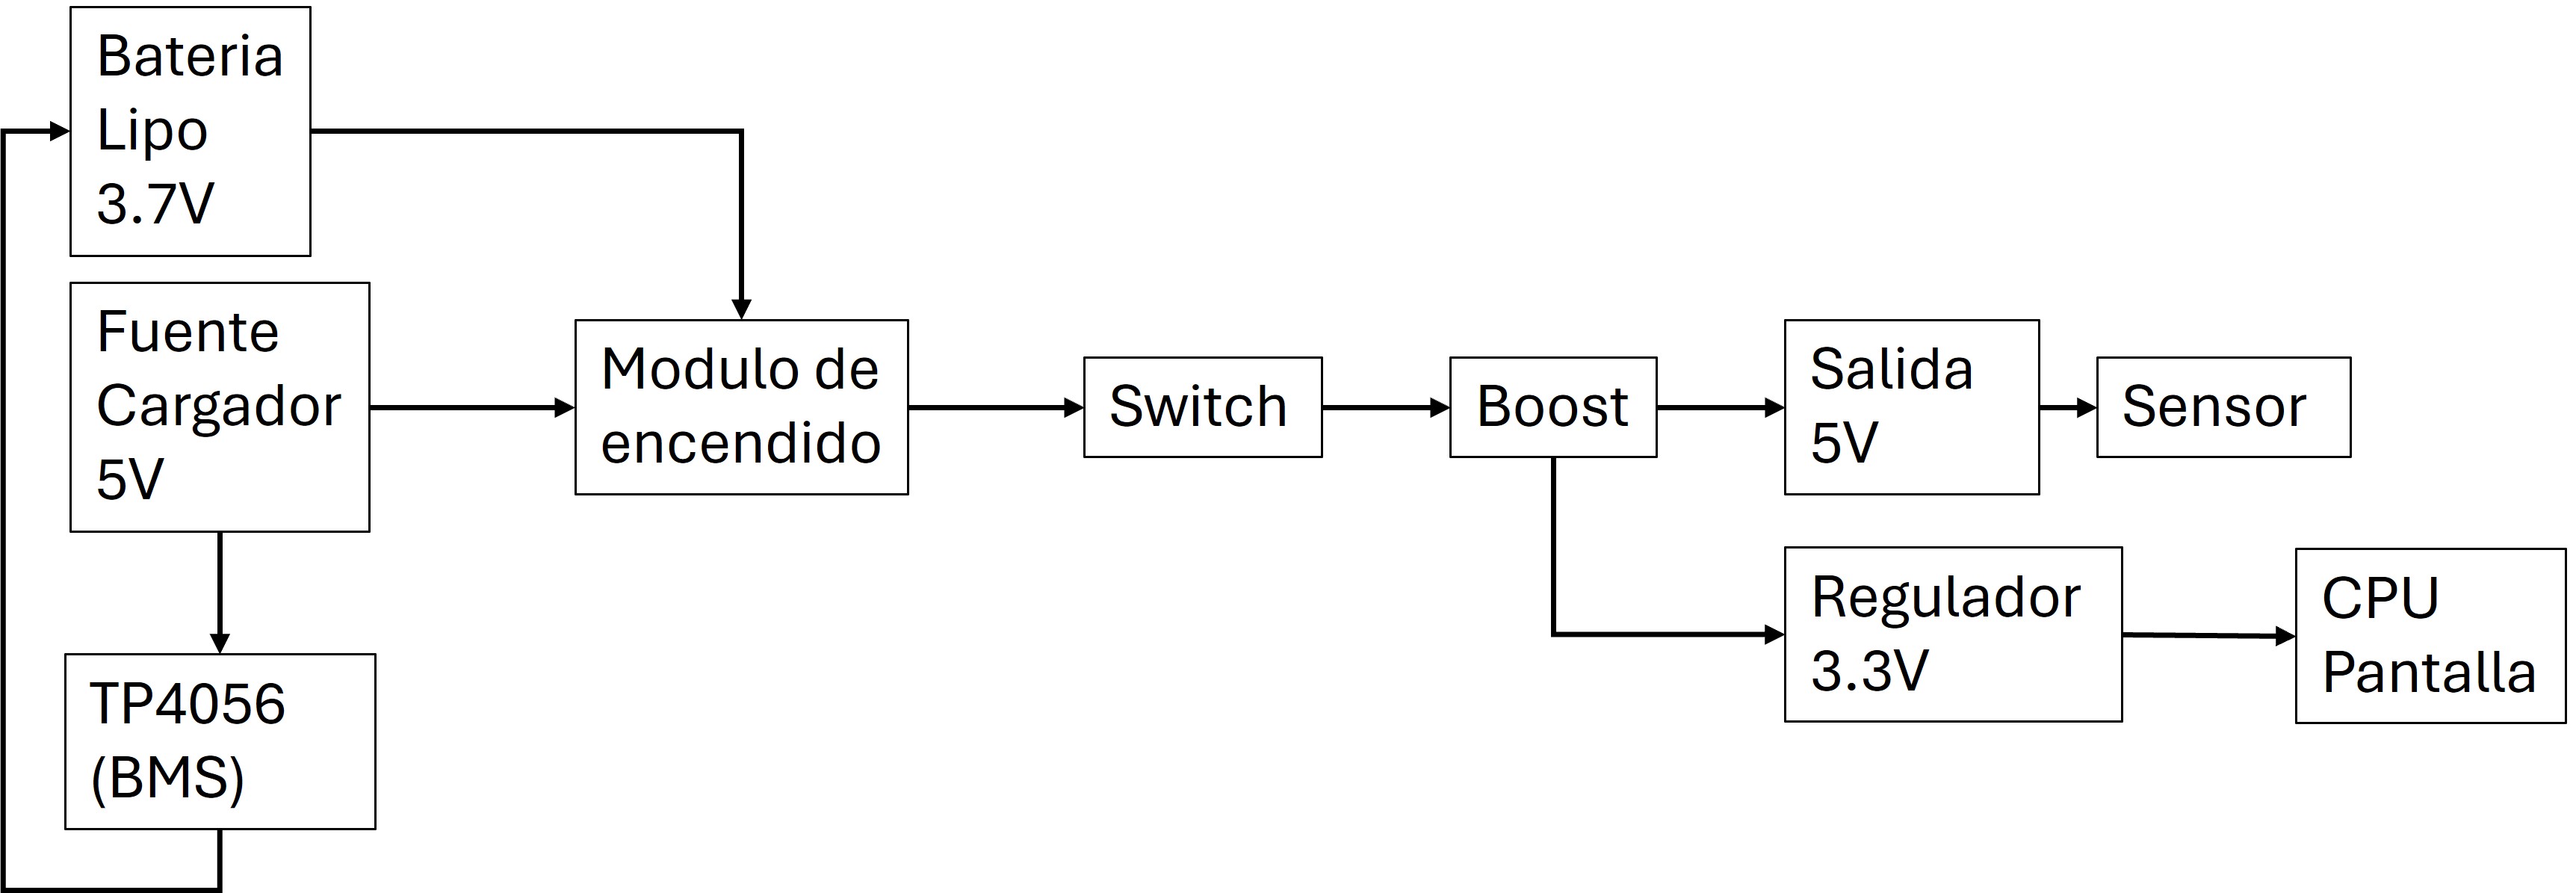 Bateria
Lipo
3.7V
Fuente
Cargador
5V
TP4056
(BMS)
Modulo de
encendido
Switch
Boost
Salida
5V
Sensor
Regulador
3.3V
CPU
Pantalla